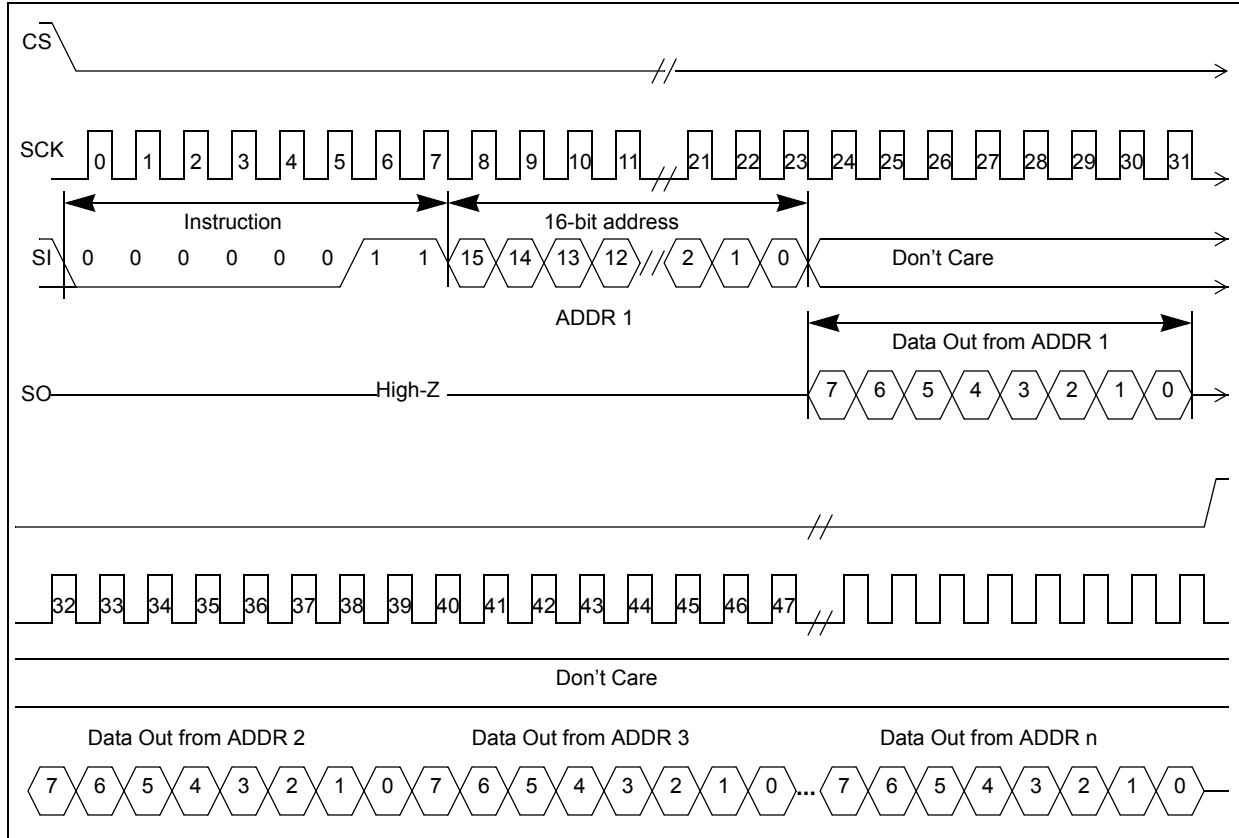 CS
SCK 0 1 2 3 4 5 6 7 8 9 10 11 21 22 23 24 25 26 27 28 29 30 31
Instruction 16-bit address
SI 0 0 0 0 0 0 1 1 15 14 13 12 2 1 0 Don't Care
ADDR 1
Data Out from ADDR 1
SO High-Z 7 6 5 4 3 2 1 0
32 33 34 35 36 37 38 39 40 41 42 43 44 45 46 47
Don't Care
Data Out from ADDR 2 Data Out from ADDR 3 Data Out from ADDR n
7 6 5 4 3 2 1 0 7 6 5 4 3 2 1 0 ... 7 6 5 4 3 2 1 0